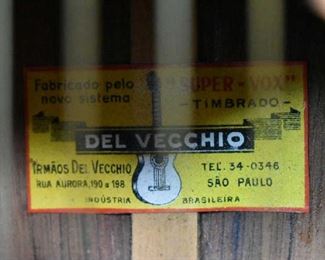 Fabricado pelo novo sistema
"SUPER-VOX"
-TIMBRADO-
DEL VECCHIO
IRMÃOS DEL VECCHIO
RUA AURORA, 190 a 198
TEL. 34-0346
SÃO PAULO
INDÚSTRIA BRASILEIRA